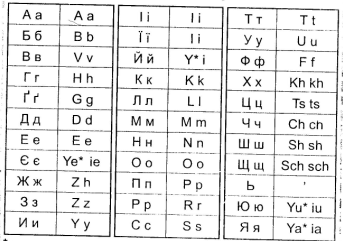 А а A a
Б б B b
В в V v
Г г H h
Ґ ґ G g
Д д D d
Е е E e
Є є Ye* ie
Ж ж Z h
З з Z z
И и Y y
І і I i
Ї ї I i
Й й Y* i
К к K k
Л л L l
М м M m
Н н N n
О о O o
П п P p
Р р R r
С с S s
Т т T t
У у U u
Ф ф F f
Х х Kh kh
Ц ц Ts ts
Ч ч Ch ch
Ш ш Sh sh
Щ щ Sch sch
Ь '
Ю ю Yu* iu
Я я Ya* ia